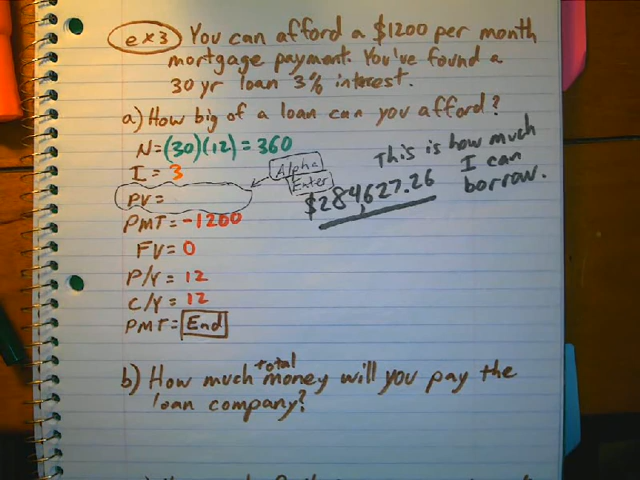 ex3 You can afford a $1200 per month
mortgage payment. You've found a
30 yr loan 3% interest.
a) How big of a loan can you afford?
N=(30)(12) = 360
I = 3
PV=
PMT= -1200
FV= 0
P/Y= 12
C/Y= 12
PMT= End
Alpha
Enter
$284,627.26
This is how much
I can
borrow.
b) How much total money will you pay the
loan company?